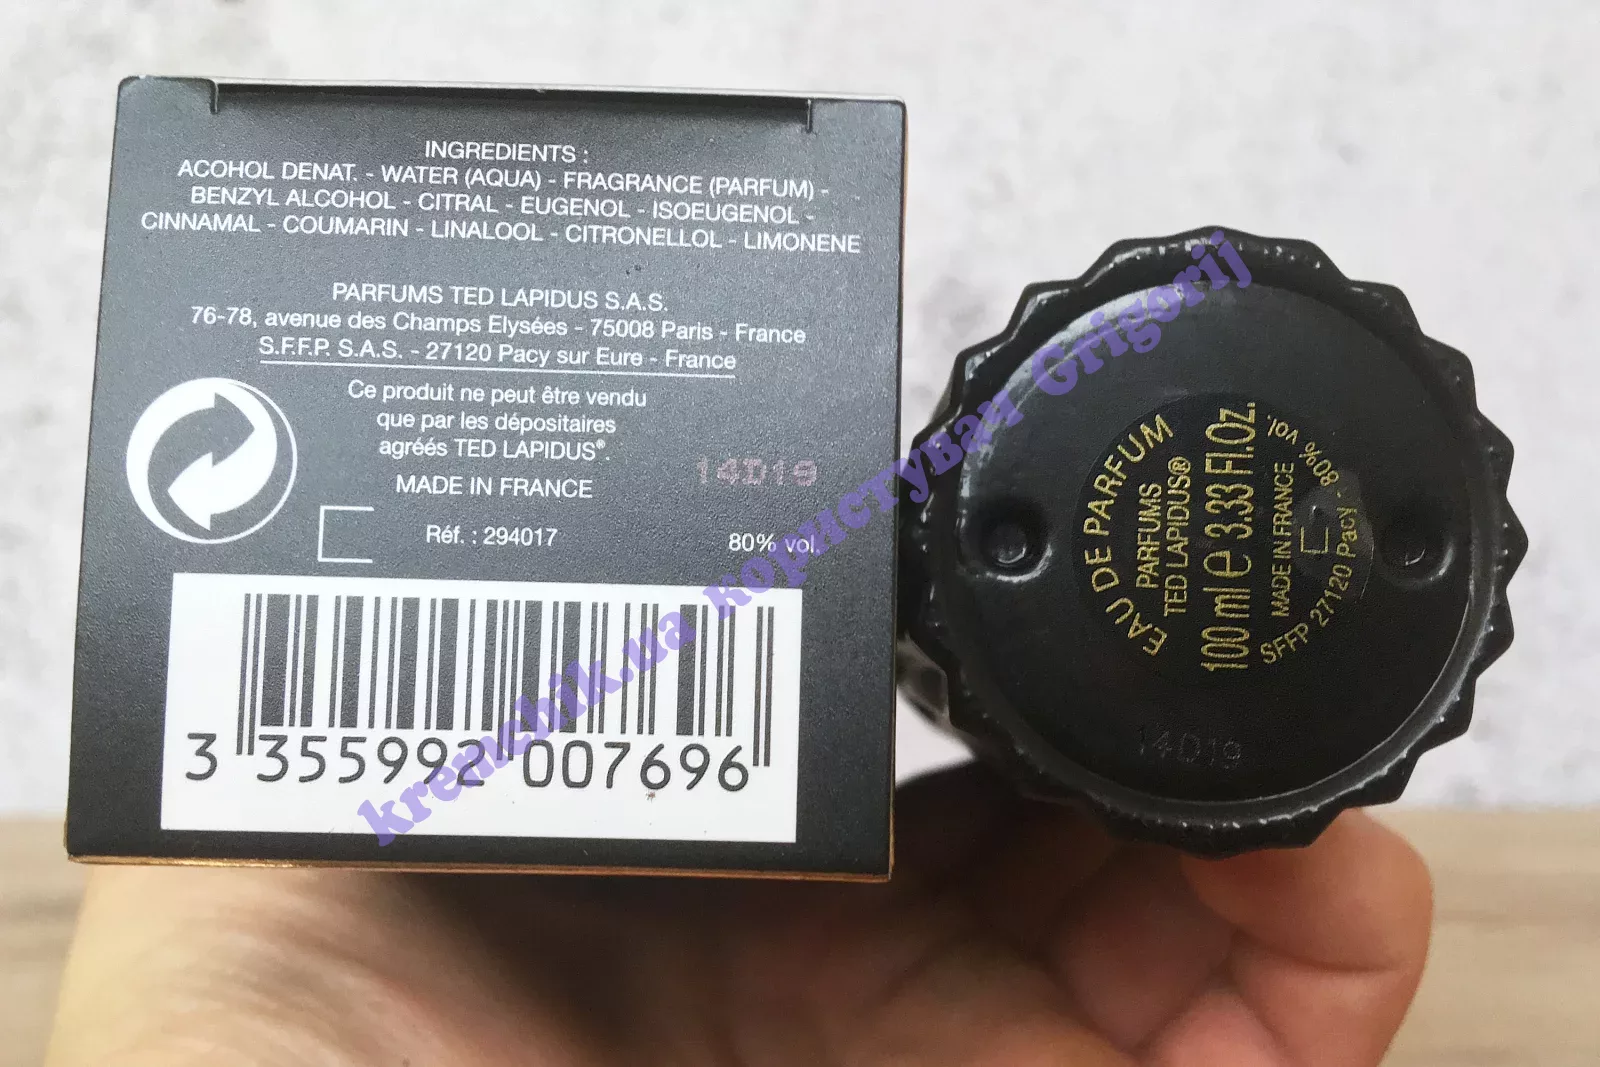 INGREDIENTS :
ACOHOL DENAT. - WATER (AQUA) - FRAGRANCE (PARFUM) -
BENZYL ALCOHOL - CITRAL - EUGENOL - ISOEUGENOL -
CINNAMAL - COUMARIN - LINALOOL - CITRONELLOL - LIMONENE
PARFUMS TED LAPIDUS S.A.S.
76-78, avenue des Champs Elysées - 75008 Paris - France
S.F.F.P. S.A.S. - 27120 Pacy sur Eure - France
Ce produit ne peut être vendu
que par les dépositaires
agréés TED LAPIDUS®.
14D19
MADE IN FRANCE
Réf. : 294017
80% vol.
3 355992 007696
EAU DE PARFUM
PARFUMS
TED LAPIDUS®
100 ml e 3.33 Fl.Oz.
MADE IN FRANCE
SFFP 27120 Pacy - 80% vol.
14D19
kremchik.ua користувач Grigorij